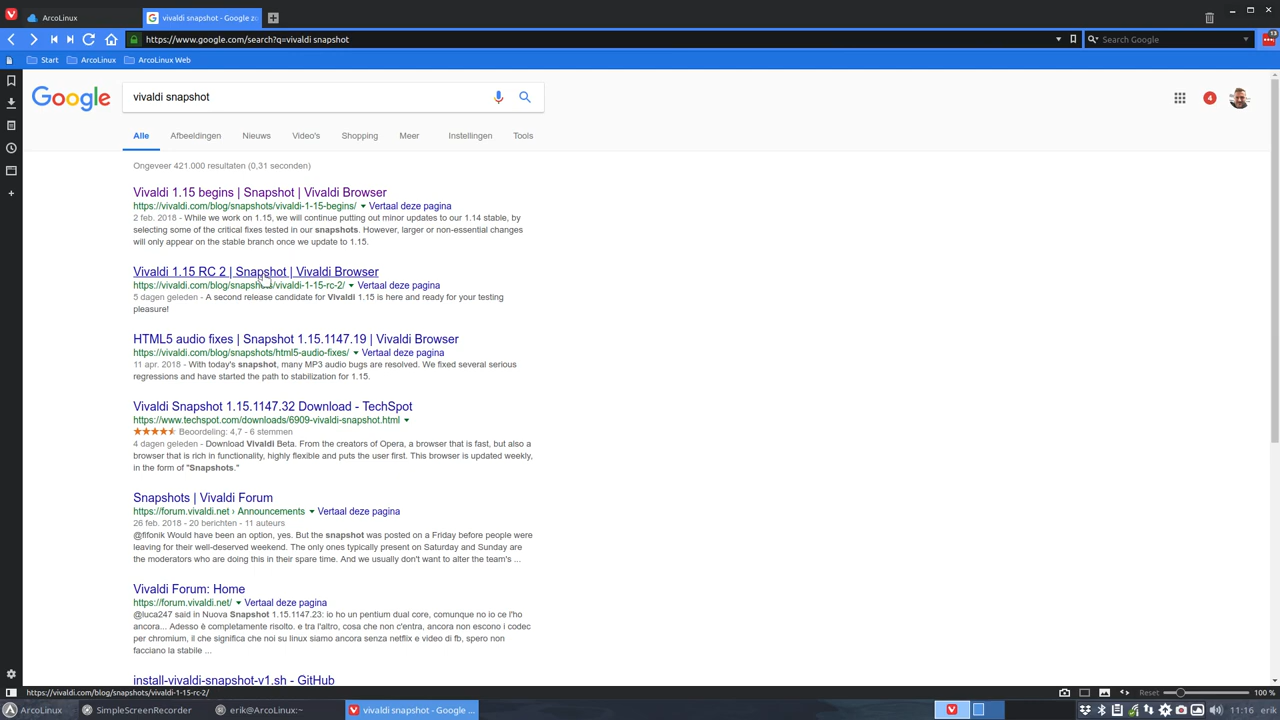 ArcoLinux
vivaldi snapshot - Google zo
https://www.google.com/search?q=vivaldi snapshot
Search Google
13
Start
ArcoLinux
ArcoLinux Web
Google
vivaldi snapshot
4
Alle
Afbeeldingen
Nieuws
Video's
Shopping
Meer
Instellingen
Tools
Ongeveer 421.000 resultaten (0,31 seconden)
Vivaldi 1.15 begins | Snapshot | Vivaldi Browser
https://vivaldi.com/blog/snapshots/vivaldi-1-15-begins/ Vertaal deze pagina
2 feb. 2018 - While we work on 1.15, we will continue putting out minor updates to our 1.14 stable, by
selecting some of the critical fixes tested in our snapshots. However, larger or non-essential changes
will only appear on the stable branch once we update to 1.15.
Vivaldi 1.15 RC 2 | Snapshot | Vivaldi Browser
https://vivaldi.com/blog/snapshots/vivaldi-1-15-rc-2/ Vertaal deze pagina
5 dagen geleden - A second release candidate for Vivaldi 1.15 is here and ready for your testing
pleasure!
HTML5 audio fixes | Snapshot 1.15.1147.19 | Vivaldi Browser
https://vivaldi.com/blog/snapshots/html5-audio-fixes/ Vertaal deze pagina
11 apr. 2018 - With today's snapshot, many MP3 audio bugs are resolved. We fixed several serious
regressions and have started the path to stabilization for 1.15.
Vivaldi Snapshot 1.15.1147.32 Download - TechSpot
https://www.techspot.com/downloads/6909-vivaldi-snapshot.html
Beoordeling: 4,7 - 6 stemmen
4 dagen geleden - Download Vivaldi Beta. From the creators of Opera, a browser that is fast, but also a
browser that is rich in functionality, highly flexible and puts the user first. This browser is updated weekly,
in the form of "Snapshots."
Snapshots | Vivaldi Forum
https://forum.vivaldi.net › Announcements Vertaal deze pagina
26 feb. 2018 - 20 berichten - 11 auteurs
@fifonik Would have been an option, yes. But the snapshot was posted on a Friday before people were
leaving for their well-deserved weekend. The only ones typically present on Saturday and Sunday are
the moderators who are doing this in their spare time. And we usually don't want to alter the team's ...
Vivaldi Forum: Home
https://forum.vivaldi.net/ Vertaal deze pagina
@luca247 said in Nuova Snapshot 1.15.1147.23: io ho un pentium dual core, comunque no io ce l'ho
ancora... Adesso è completamente risolto. e tra l'altro, cosa che non c'entra, ancora non escono i codec
per chromium, il che significa che noi su linux siamo ancora senza netflix e video di fb, spero non
facciano la stabile ...
install-vivaldi-snapshot-v1.sh - GitHub
https://vivaldi.com/blog/snapshots/vivaldi-1-15-rc-2/
Reset
100 %
ArcoLinux
SimpleScreenRecorder
erik@ArcoLinux:~
vivaldi snapshot - Google ...
11:16
erik